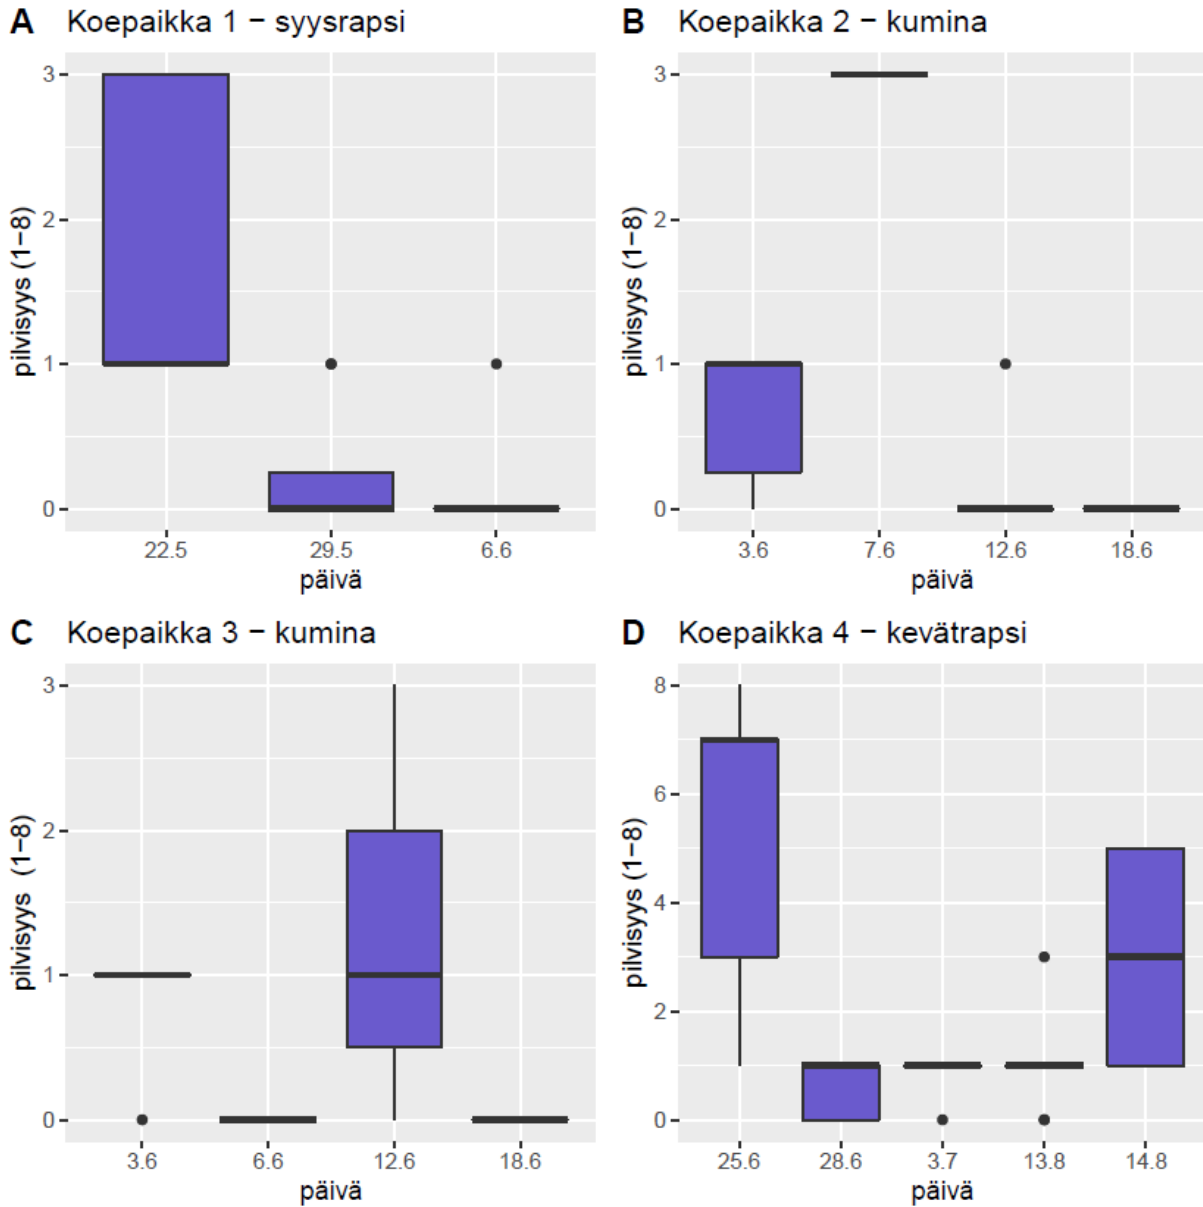 A Koepaikka 1 − syysrapsi
pilvisyys (1−8)
3
2
1
0
22.5 29.5 6.6
päivä
B Koepaikka 2 − kumina
pilvisyys (1−8)
3
2
1
0
3.6 7.6 12.6 18.6
päivä
C Koepaikka 3 − kumina
pilvisyys (1−8)
3
2
1
0
3.6 6.6 12.6 18.6
päivä
D Koepaikka 4 − kevätrapsi
pilvisyys (1−8)
8
6
4
2
0
25.6 28.6 3.7 13.8 14.8
päivä